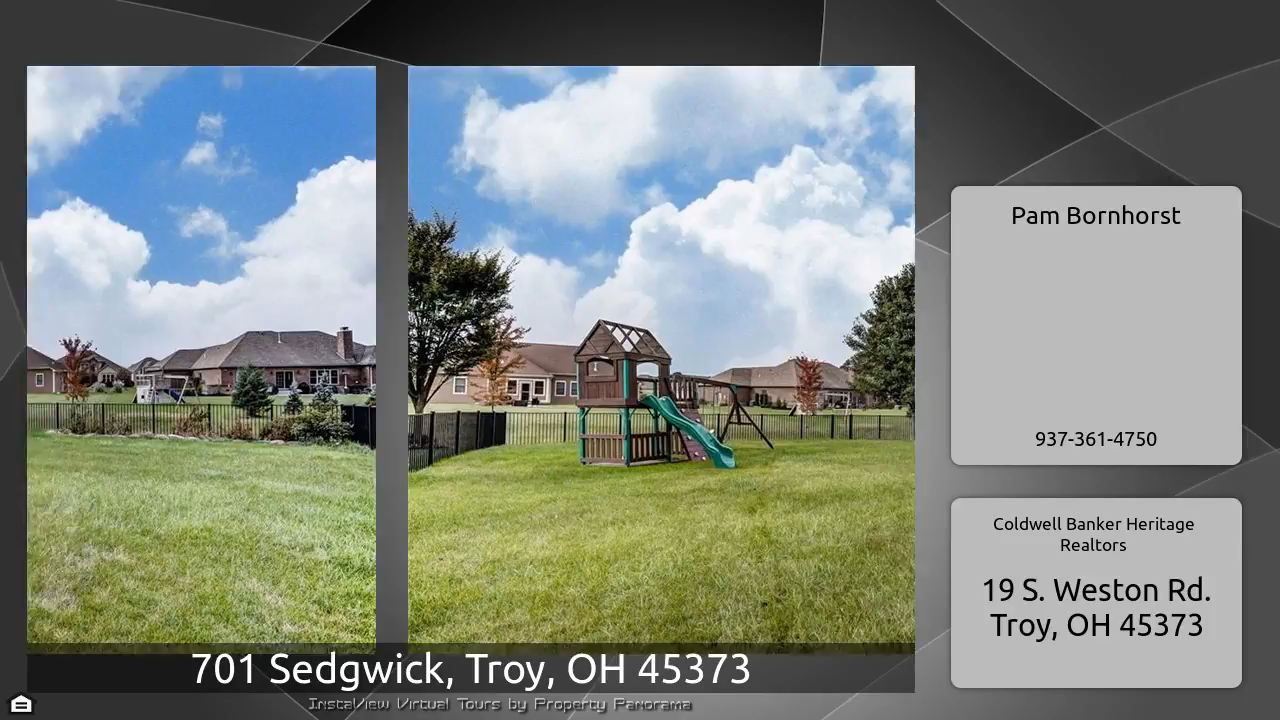 Pam Bornhorst
937-361-4750
Coldwell Banker Heritage
Realtors
19 S. Weston Rd.
Troy, OH 45373
701 Sedgwick, Troy, OH 45373
InstaView Virtual Tours by Property Panorama